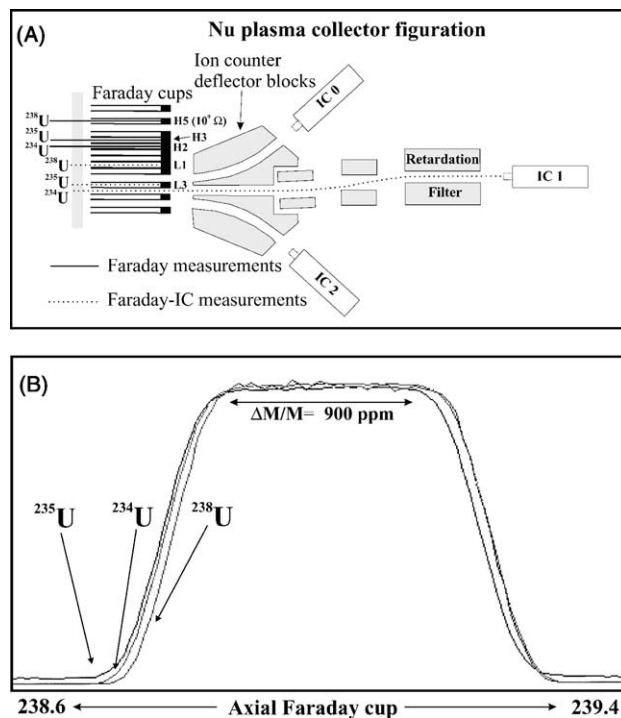 (A)
Nu plasma collector figuration
Ion counter
deflector blocks
Faraday cups
IC 0
²³⁸U
H5 (10⁹ Ω)
²³⁵U
H3
²³⁴U
H2
²³⁸U
L1
Retardation
²³⁵U
L3
IC 1
²³⁴U
Filter
Faraday measurements
IC 2
Faraday-IC measurements
(B)
ΔM/M= 900 ppm
²³⁵U
²³⁴U
²³⁸U
238.6
Axial Faraday cup
239.4